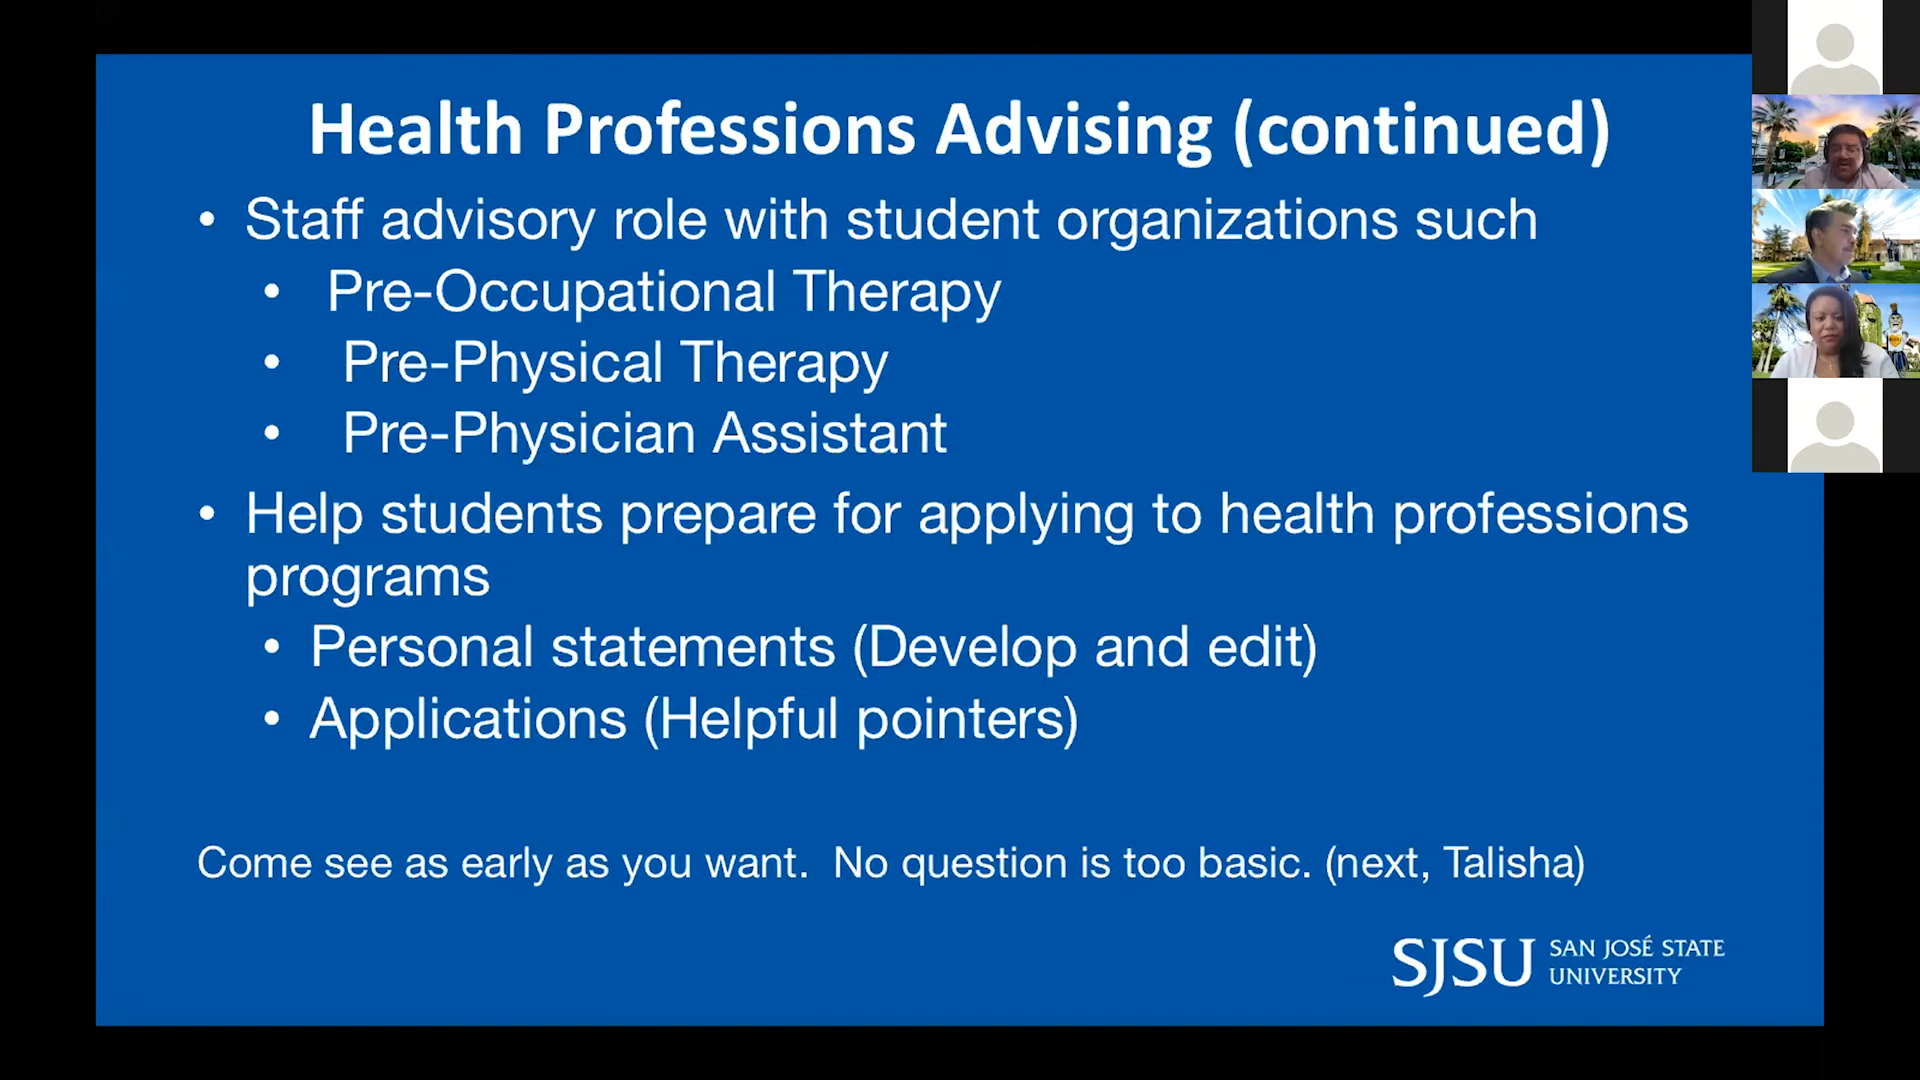 Health Professions Advising (continued)
• Staff advisory role with student organizations such
• Pre-Occupational Therapy
• Pre-Physical Therapy
• Pre-Physician Assistant
• Help students prepare for applying to health professions
programs
• Personal statements (Develop and edit)
• Applications (Helpful pointers)
Come see as early as you want.  No question is too basic. (next, Talisha)
SJSU SAN JOSÉ STATE
UNIVERSITY